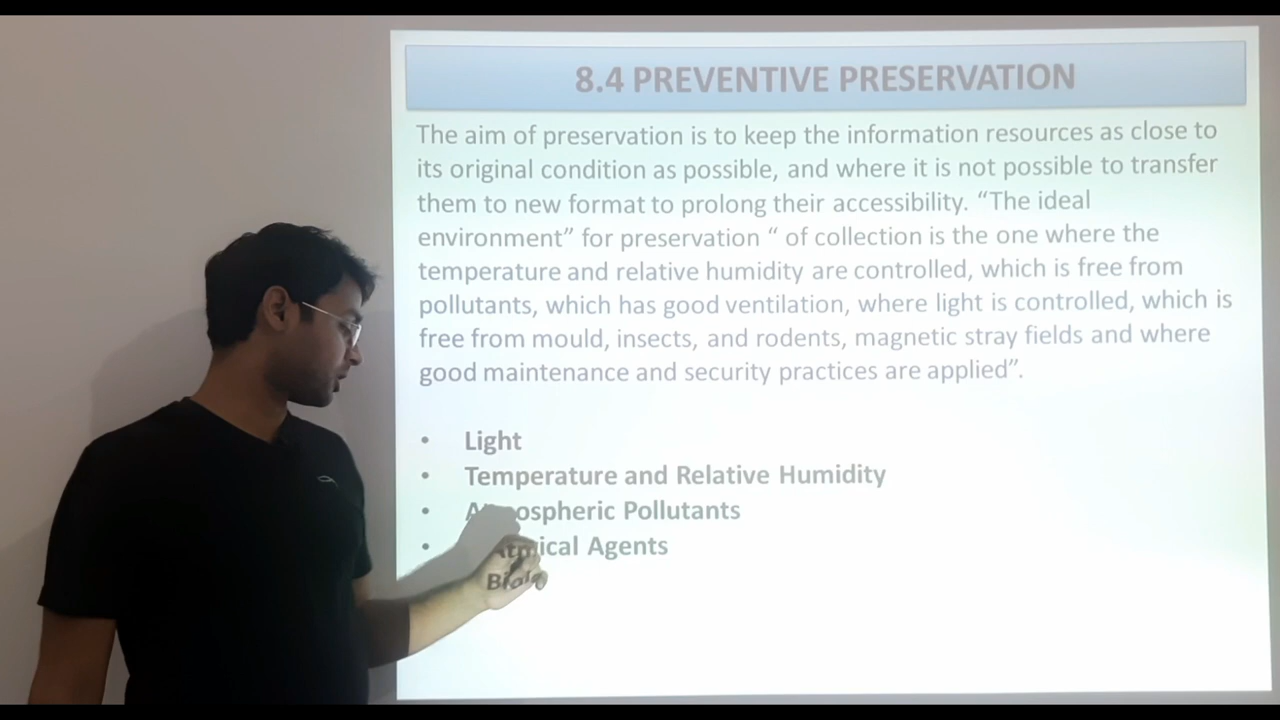 8.4 PREVENTIVE PRESERVATION
The aim of preservation is to keep the information resources as close to
its original condition as possible, and where it is not possible to transfer
them to new format to prolong their accessibility. “The ideal
environment” for preservation “ of collection is the one where the
temperature and relative humidity are controlled, which is free from
pollutants, which has good ventilation, where light is controlled, which is
free from mould, insects, and rodents, magnetic stray fields and where
good maintenance and security practices are applied”.
• Light
• Temperature and Relative Humidity
• Atmospheric Pollutants
• Agents